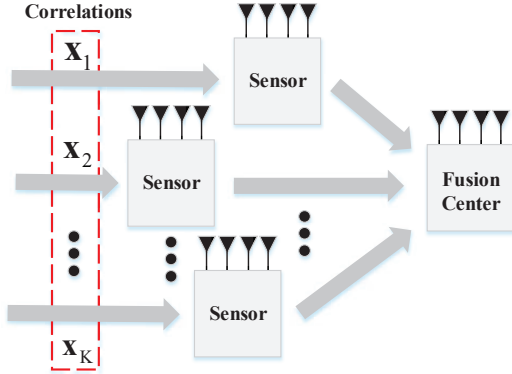 Correlations
x1
Sensor
x2
Sensor
Fusion
Center
Sensor
xK